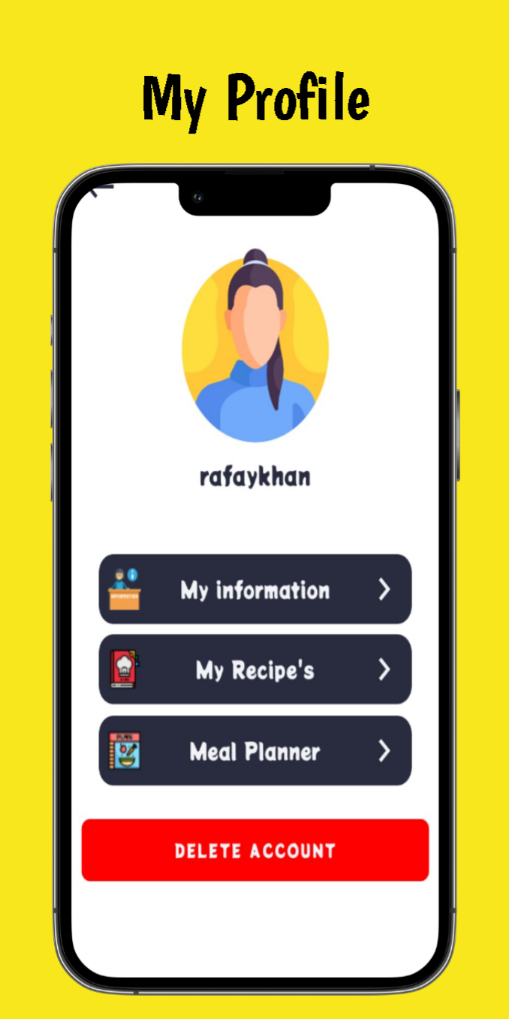 My Profile
rafaykhan
My information
My Recipe's
Meal Planner
DELETE ACCOUNT